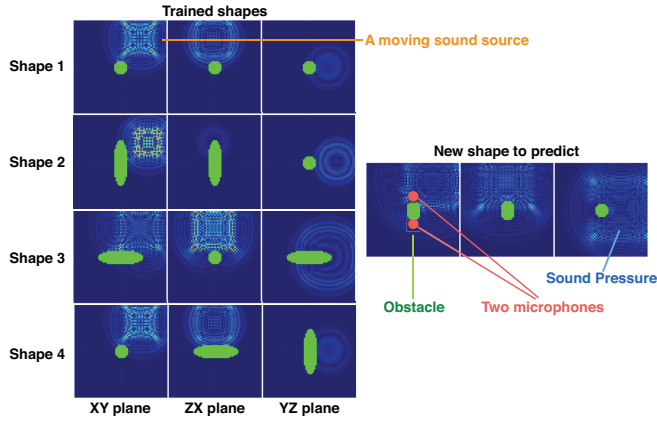 Trained shapes
A moving sound source
Shape 1
Shape 2
New shape to predict
Shape 3
Sound Pressure
Obstacle
Two microphones
Shape 4
XY plane
ZX plane
YZ plane